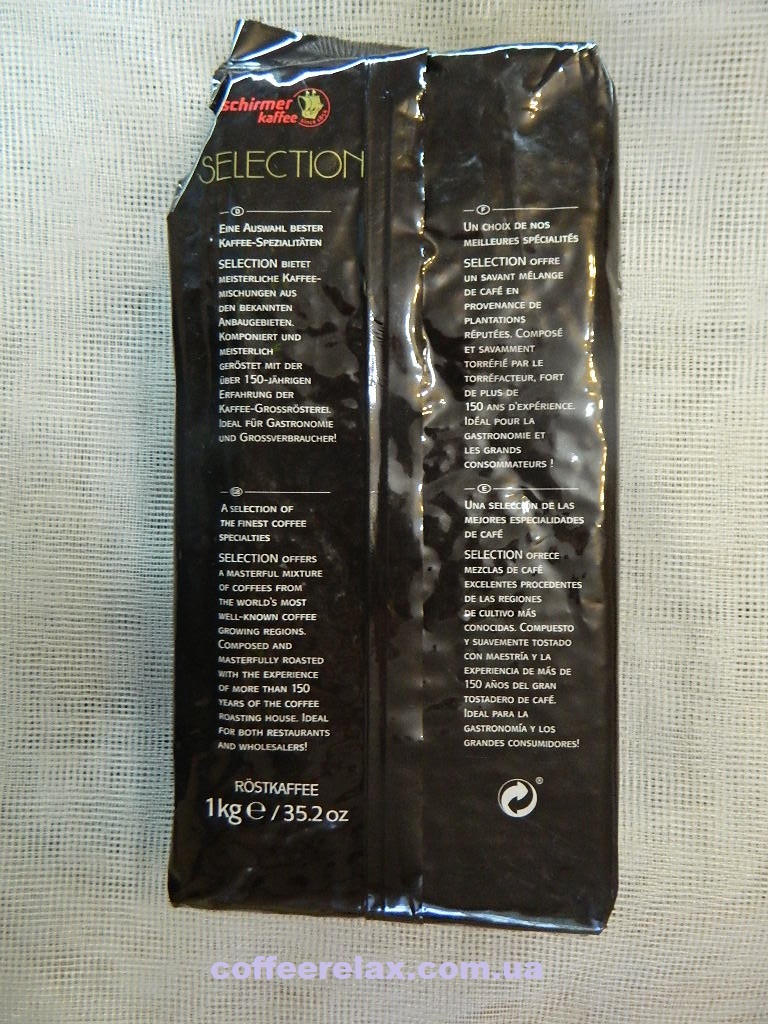 schirmer
kaffee
SELECTION
D
EINE AUSWAHL BESTER
KAFFEE-SPEZIALITÄTEN
SELECTION BIETET
MEISTERLICHE KAFFEE-
MISCHUNGEN AUS
DEN BEKANNTEN
ANBAUGEBIETEN.
KOMPONIERT UND
MEISTERLICH
GERÖSTET MIT DER
ÜBER 150-JÄHRIGEN
ERFAHRUNG DER
KAFFEE-GROSSRÖSTEREI.
IDEAL FÜR GASTRONOMIE
UND GROSSVERBRAUCHER!
GB
A SELECTION OF
THE FINEST COFFEE
SPECIALTIES
SELECTION OFFERS
A MASTERFUL MIXTURE
OF COFFEES FROM
THE WORLD'S MOST
WELL-KNOWN COFFEE
GROWING REGIONS.
COMPOSED AND
MASTERFULLY ROASTED
WITH THE EXPERIENCE
OF MORE THAN 150
YEARS OF THE COFFEE
ROASTING HOUSE. IDEAL
FOR BOTH RESTAURANTS
AND WHOLESALERS!
RÖSTKAFFEE
1kg e / 35.2 oz
F
UN CHOIX DE NOS
MEILLEURES SPÉCIALITÉS
SELECTION OFFRE
UN SAVANT MÉLANGE
DE CAFÉ EN
PROVENANCE DE
PLANTATIONS
RÉPUTÉES. COMPOSÉ
ET SAVAMMENT
TORRÉFIÉ PAR LE
TORRÉFACTEUR, FORT
DE PLUS DE
150 ANS D'EXPÉRIENCE.
IDÉAL POUR LA
GASTRONOMIE ET
LES GRANDS
CONSOMMATEURS !
E
UNA SELECCIÓN DE LAS
MEJORES ESPECIALIDADES
DE CAFÉ
SELECTION OFRECE
MEZCLAS DE CAFÉ
EXCELENTES PROCEDENTES
DE LAS REGIONES
DE CULTIVO MÁS
CONOCIDAS. COMPUESTO
Y SUAVEMENTE TOSTADO
CON MAESTRÍA Y LA
EXPERIENCIA DE MÁS DE
150 AÑOS DEL GRAN
TOSTADERO DE CAFÉ.
IDEAL PARA LA
GASTRONOMÍA Y LOS
GRANDES CONSUMIDORES!
®
coffeerelax.com.ua